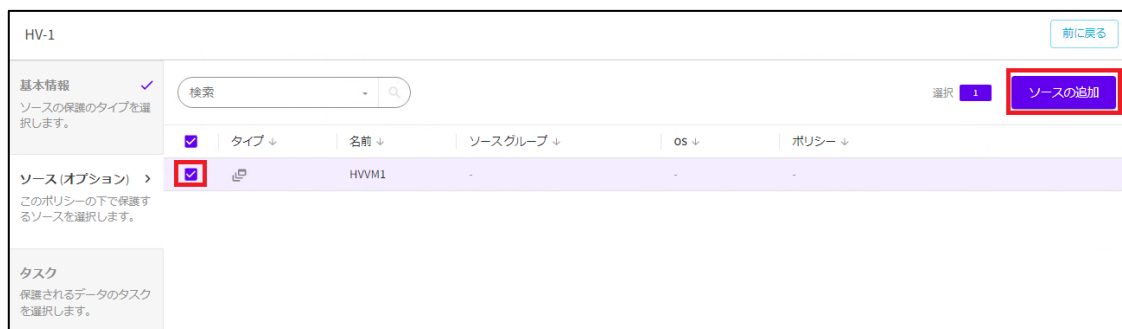 HV-1
前に戻る
基本情報
ソースの保護のタイプを選
択します。
検索
選択 1
ソースの追加
タイプ 名前 ソースグループ OS ポリシー
HVVM1 - - -
ソース (オプション)
このポリシーの下で保護す
るソースを選択します。
タスク
保護されるデータのタスク
を選択します。